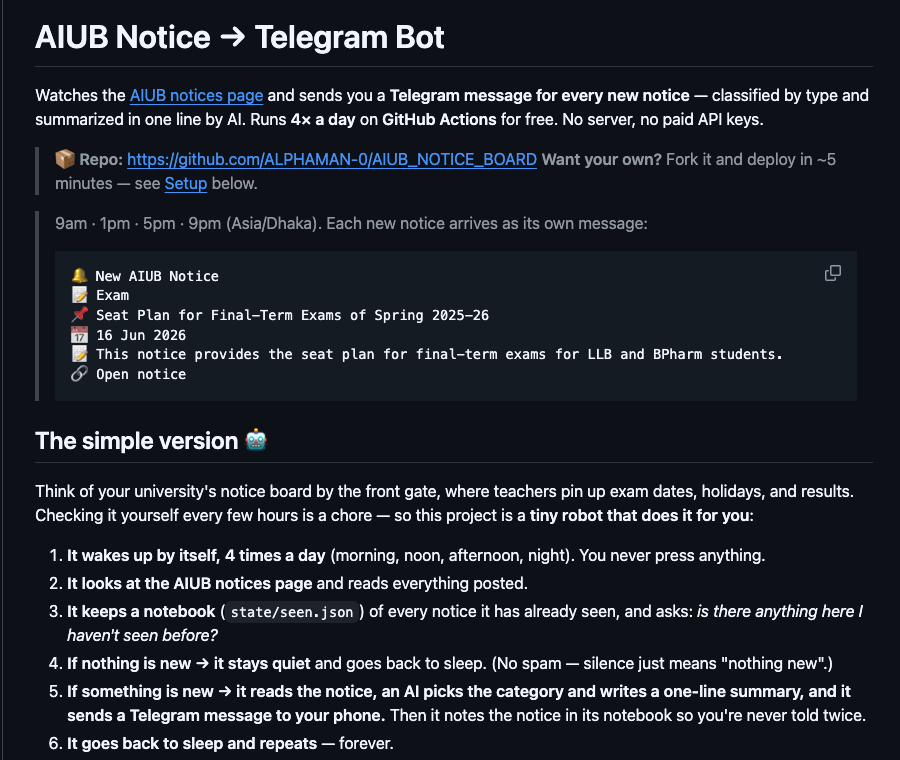 AIUB Notice → Telegram Bot
Watches the AIUB notices page and sends you a Telegram message for every new notice — classified by type and
summarized in one line by AI. Runs 4× a day on GitHub Actions for free. No server, no paid API keys.
📦 Repo: https://github.com/ALPHAMAN-0/AIUB_NOTICE_BOARD Want your own? Fork it and deploy in ~5
minutes — see Setup below.
9am · 1pm · 5pm · 9pm (Asia/Dhaka). Each new notice arrives as its own message:
🔔 New AIUB Notice
📝 Exam
📌 Seat Plan for Final-Term Exams of Spring 2025-26
📅 16 Jun 2026
📝 This notice provides the seat plan for final-term exams for LLB and BPharm students.
🔗 Open notice
The simple version 🤖
Think of your university's notice board by the front gate, where teachers pin up exam dates, holidays, and results.
Checking it yourself every few hours is a chore — so this project is a tiny robot that does it for you:
1. It wakes up by itself, 4 times a day (morning, noon, afternoon, night). You never press anything.
2. It looks at the AIUB notices page and reads everything posted.
3. It keeps a notebook ( state/seen.json ) of every notice it has already seen, and asks: is there anything here I
haven't seen before?
4. If nothing is new → it stays quiet and goes back to sleep. (No spam — silence just means "nothing new".)
5. If something is new → it reads the notice, an AI picks the category and writes a one-line summary, and it
sends a Telegram message to your phone. Then it notes the notice in its notebook so you're never told twice.
6. It goes back to sleep and repeats — forever.